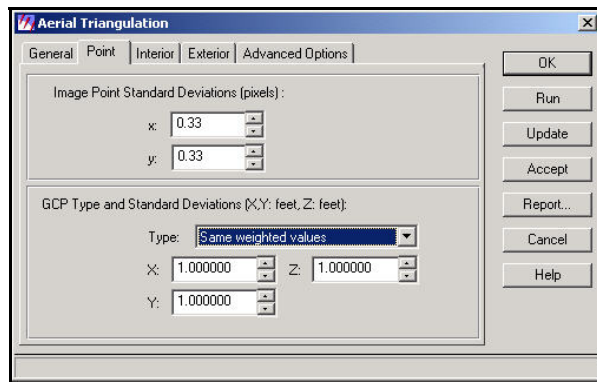 Aerial Triangulation
General Point Interior Exterior Advanced Options
Image Point Standard Deviations (pixels) :
x: 0.33
y: 0.33
GCP Type and Standard Deviations (X,Y: feet, Z: feet):
Type: Same weighted values
X: 1.000000 Z: 1.000000
Y: 1.000000
OK
Run
Update
Accept
Report...
Cancel
Help